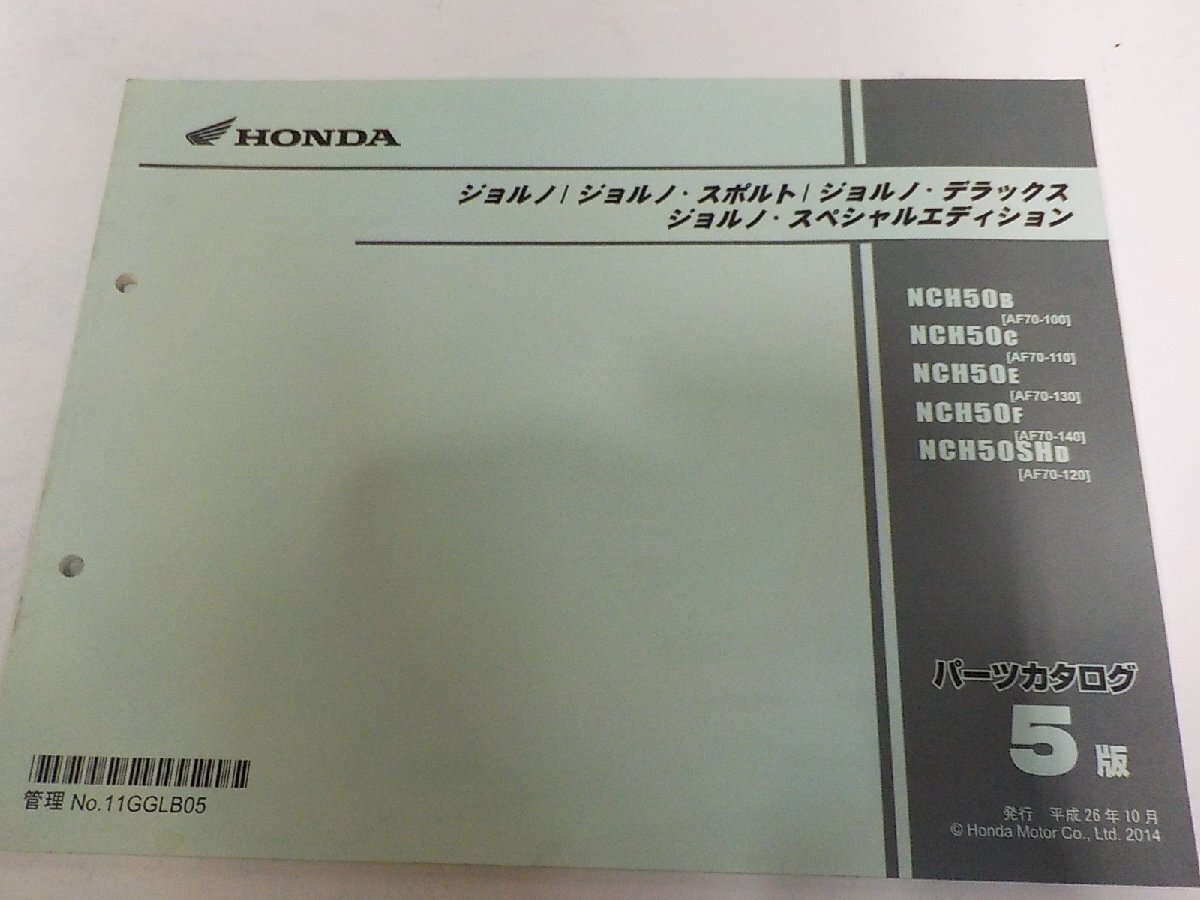 HONDA
ジョルノ/ジョルノ・スポルト/ジョルノ・デラックス
ジョルノ・スペシャルエディション
NCH50B
[AF70-100]
NCH50C
[AF70-110]
NCH50E
[AF70-130]
NCH50F
[AF70-140]
NCH50SHD
[AF70-120]
パーツカタログ
5版
発行 平成26年10月
© Honda Motor Co., Ltd. 2014
管理 No.11GGLB05